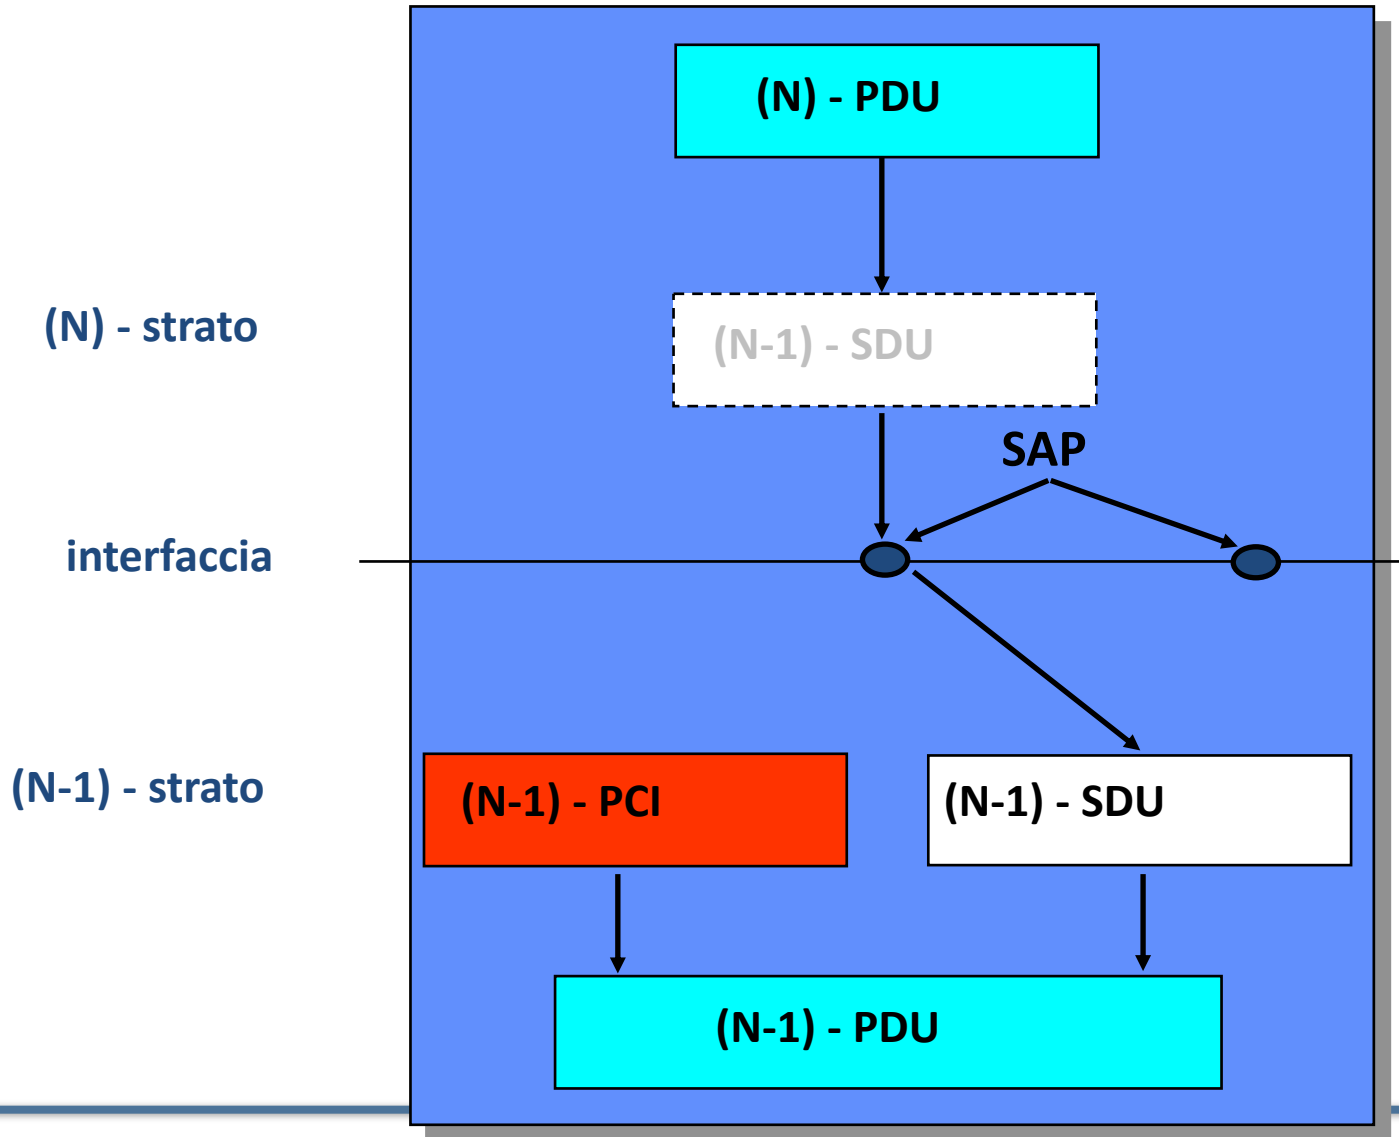 (N) - PDU
(N) - strato
(N-1) - SDU
SAP
interfaccia
(N-1) - strato
(N-1) - PCI
(N-1) - SDU
(N-1) - PDU